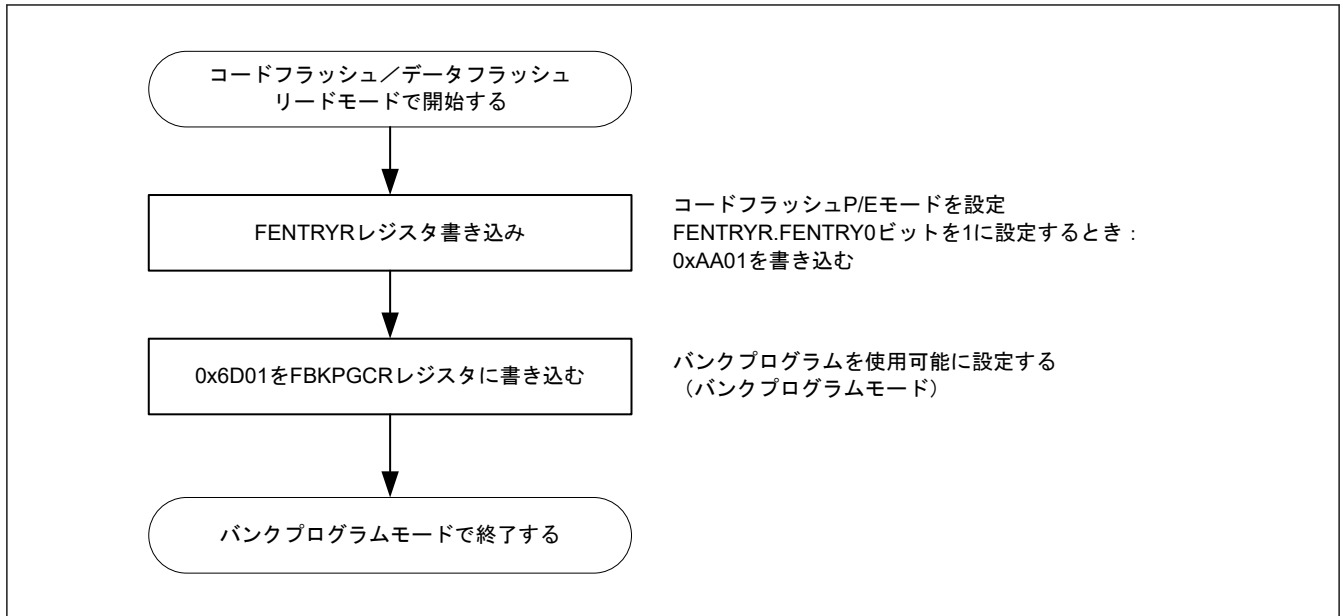 コードフラッシュ／データフラッシュ
リードモードで開始する
FENTRYRレジスタ書き込み
コードフラッシュP/Eモードを設定
FENTRYR.FENTRY0ビットを1に設定するとき：
0xAA01を書き込む
0x6D01をFBKPGCRレジスタに書き込む
バンクプログラムを使用可能に設定する
（バンクプログラムモード）
バンクプログラムモードで終了する